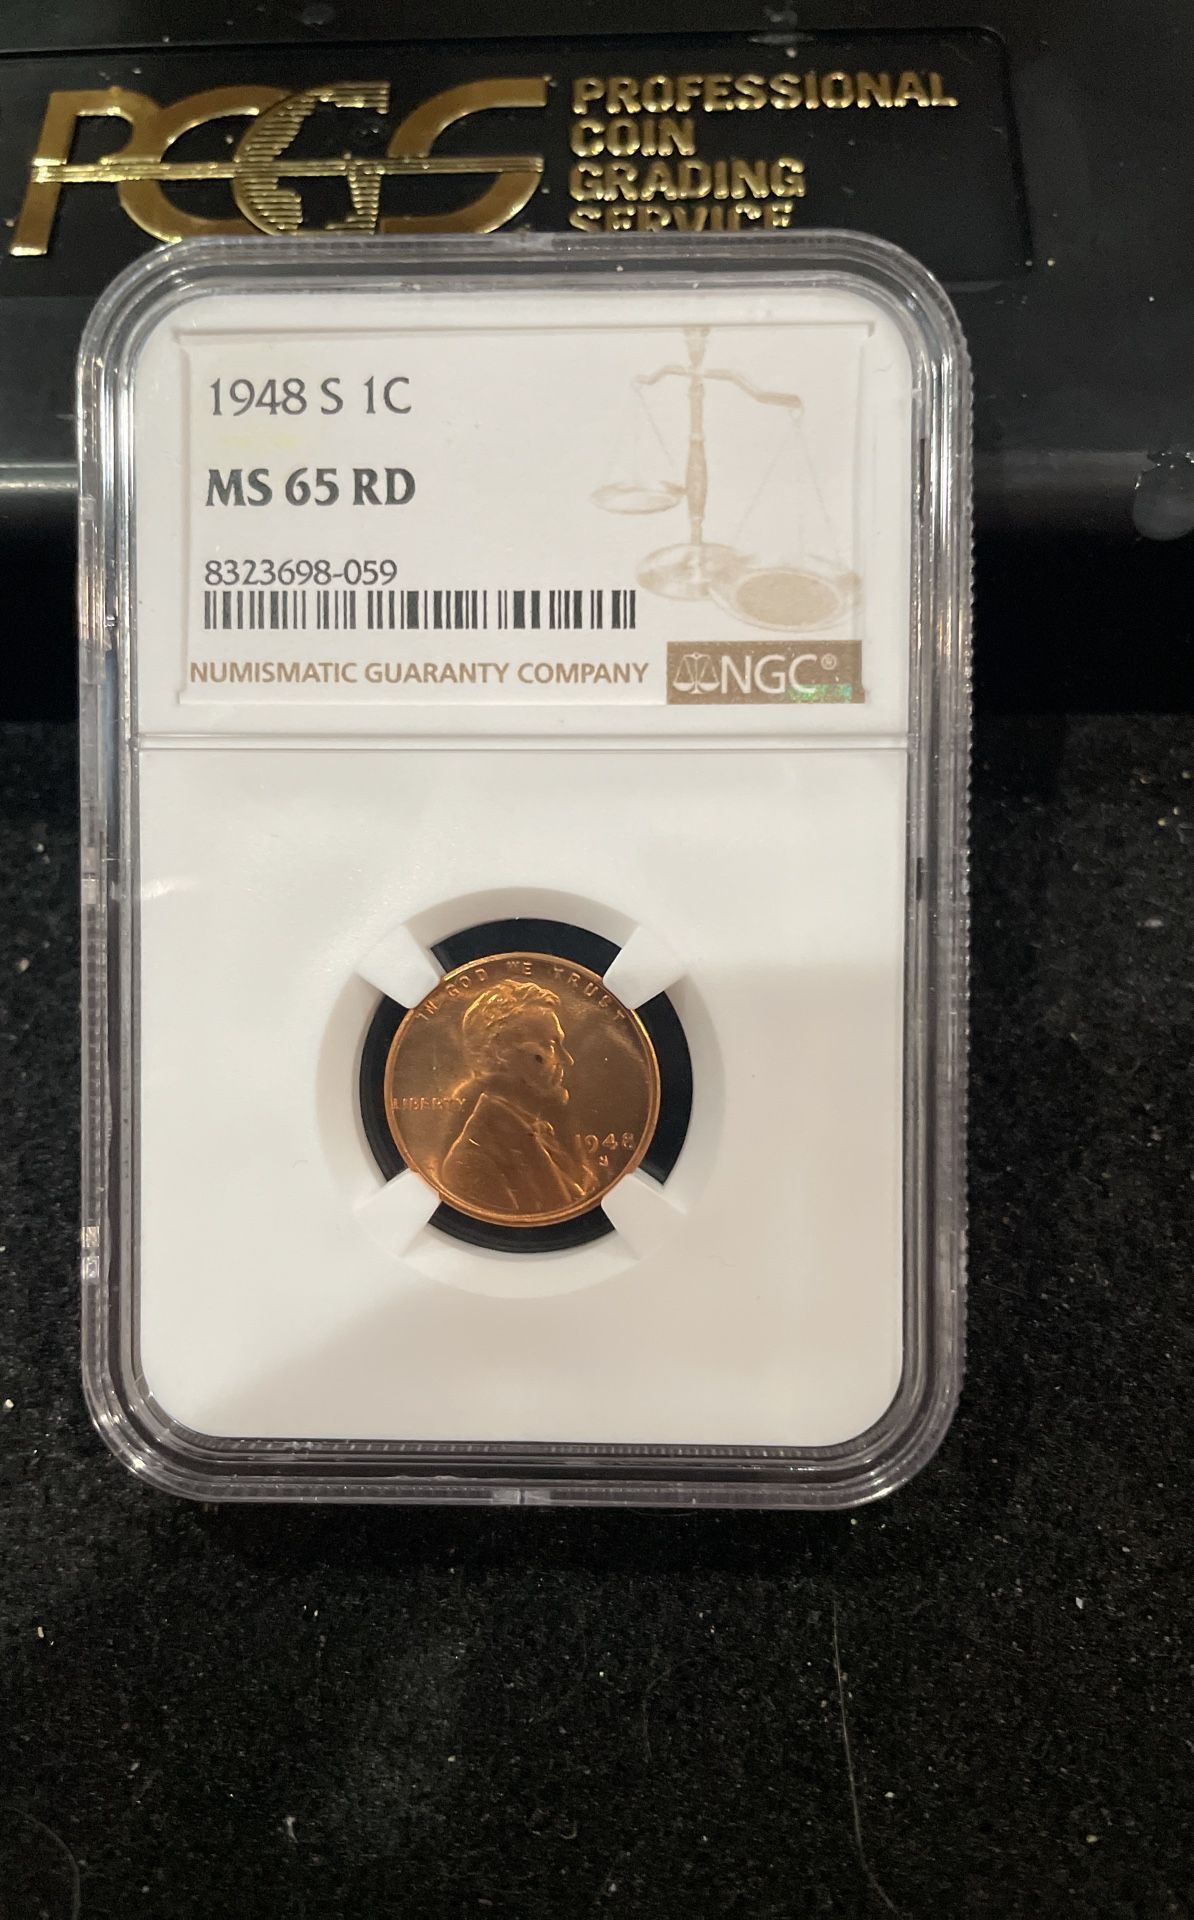 PCGS
PROFESSIONAL
COIN
GRADING
SERVICE
1948 S 1C
MS 65 RD
8323698-059
NUMISMATIC GUARANTY COMPANY
NGC®
IN GOD WE TRUST
LIBERTY
1948
S